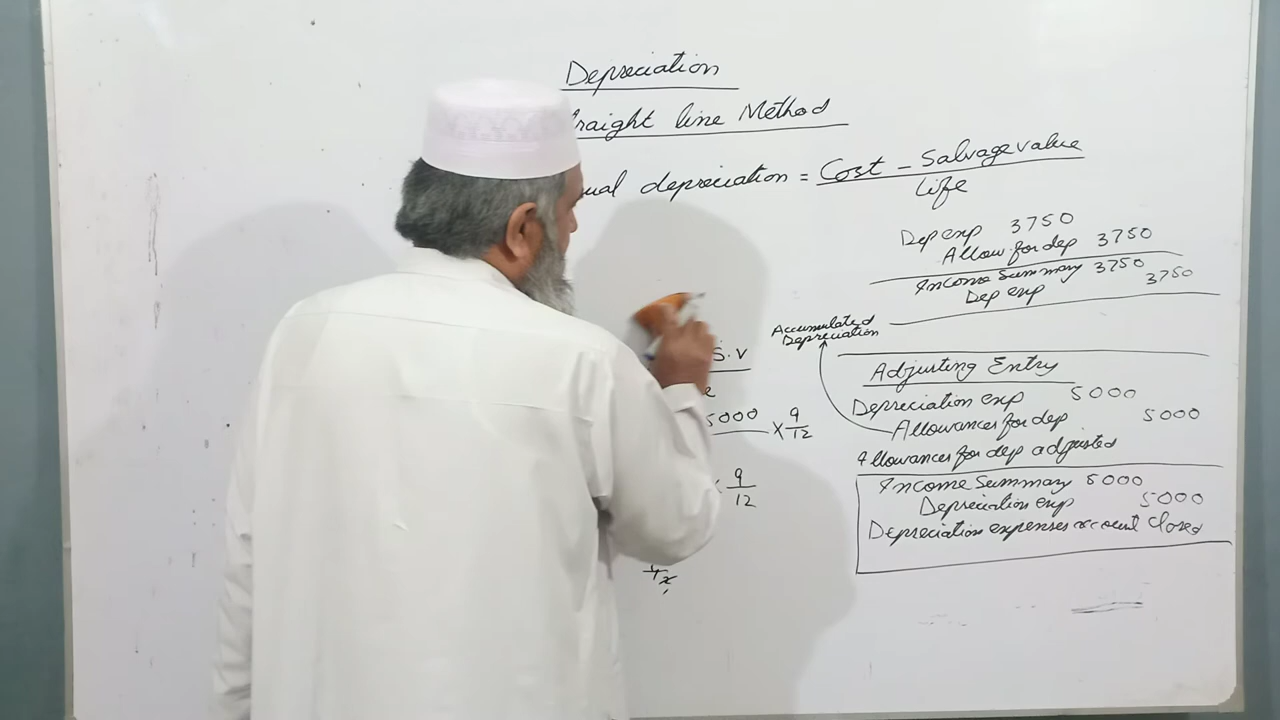 Depreciation
raight line Method
ual depreciation = Cost - Salvage value
Life
Dep exp 3750
Allow for dep 3750
Income Summary 3750
Dep exp 3750
Accumulated
Depreciation
S.V
e
5000 × 9/12
× 9/12
Adjusting Entry
Depreciation exp 5000
Allowances for dep 5000
Allowances for dep adjusted
Income Summary 5000
Depreciation exp 5000
Depreciation expenses account closed